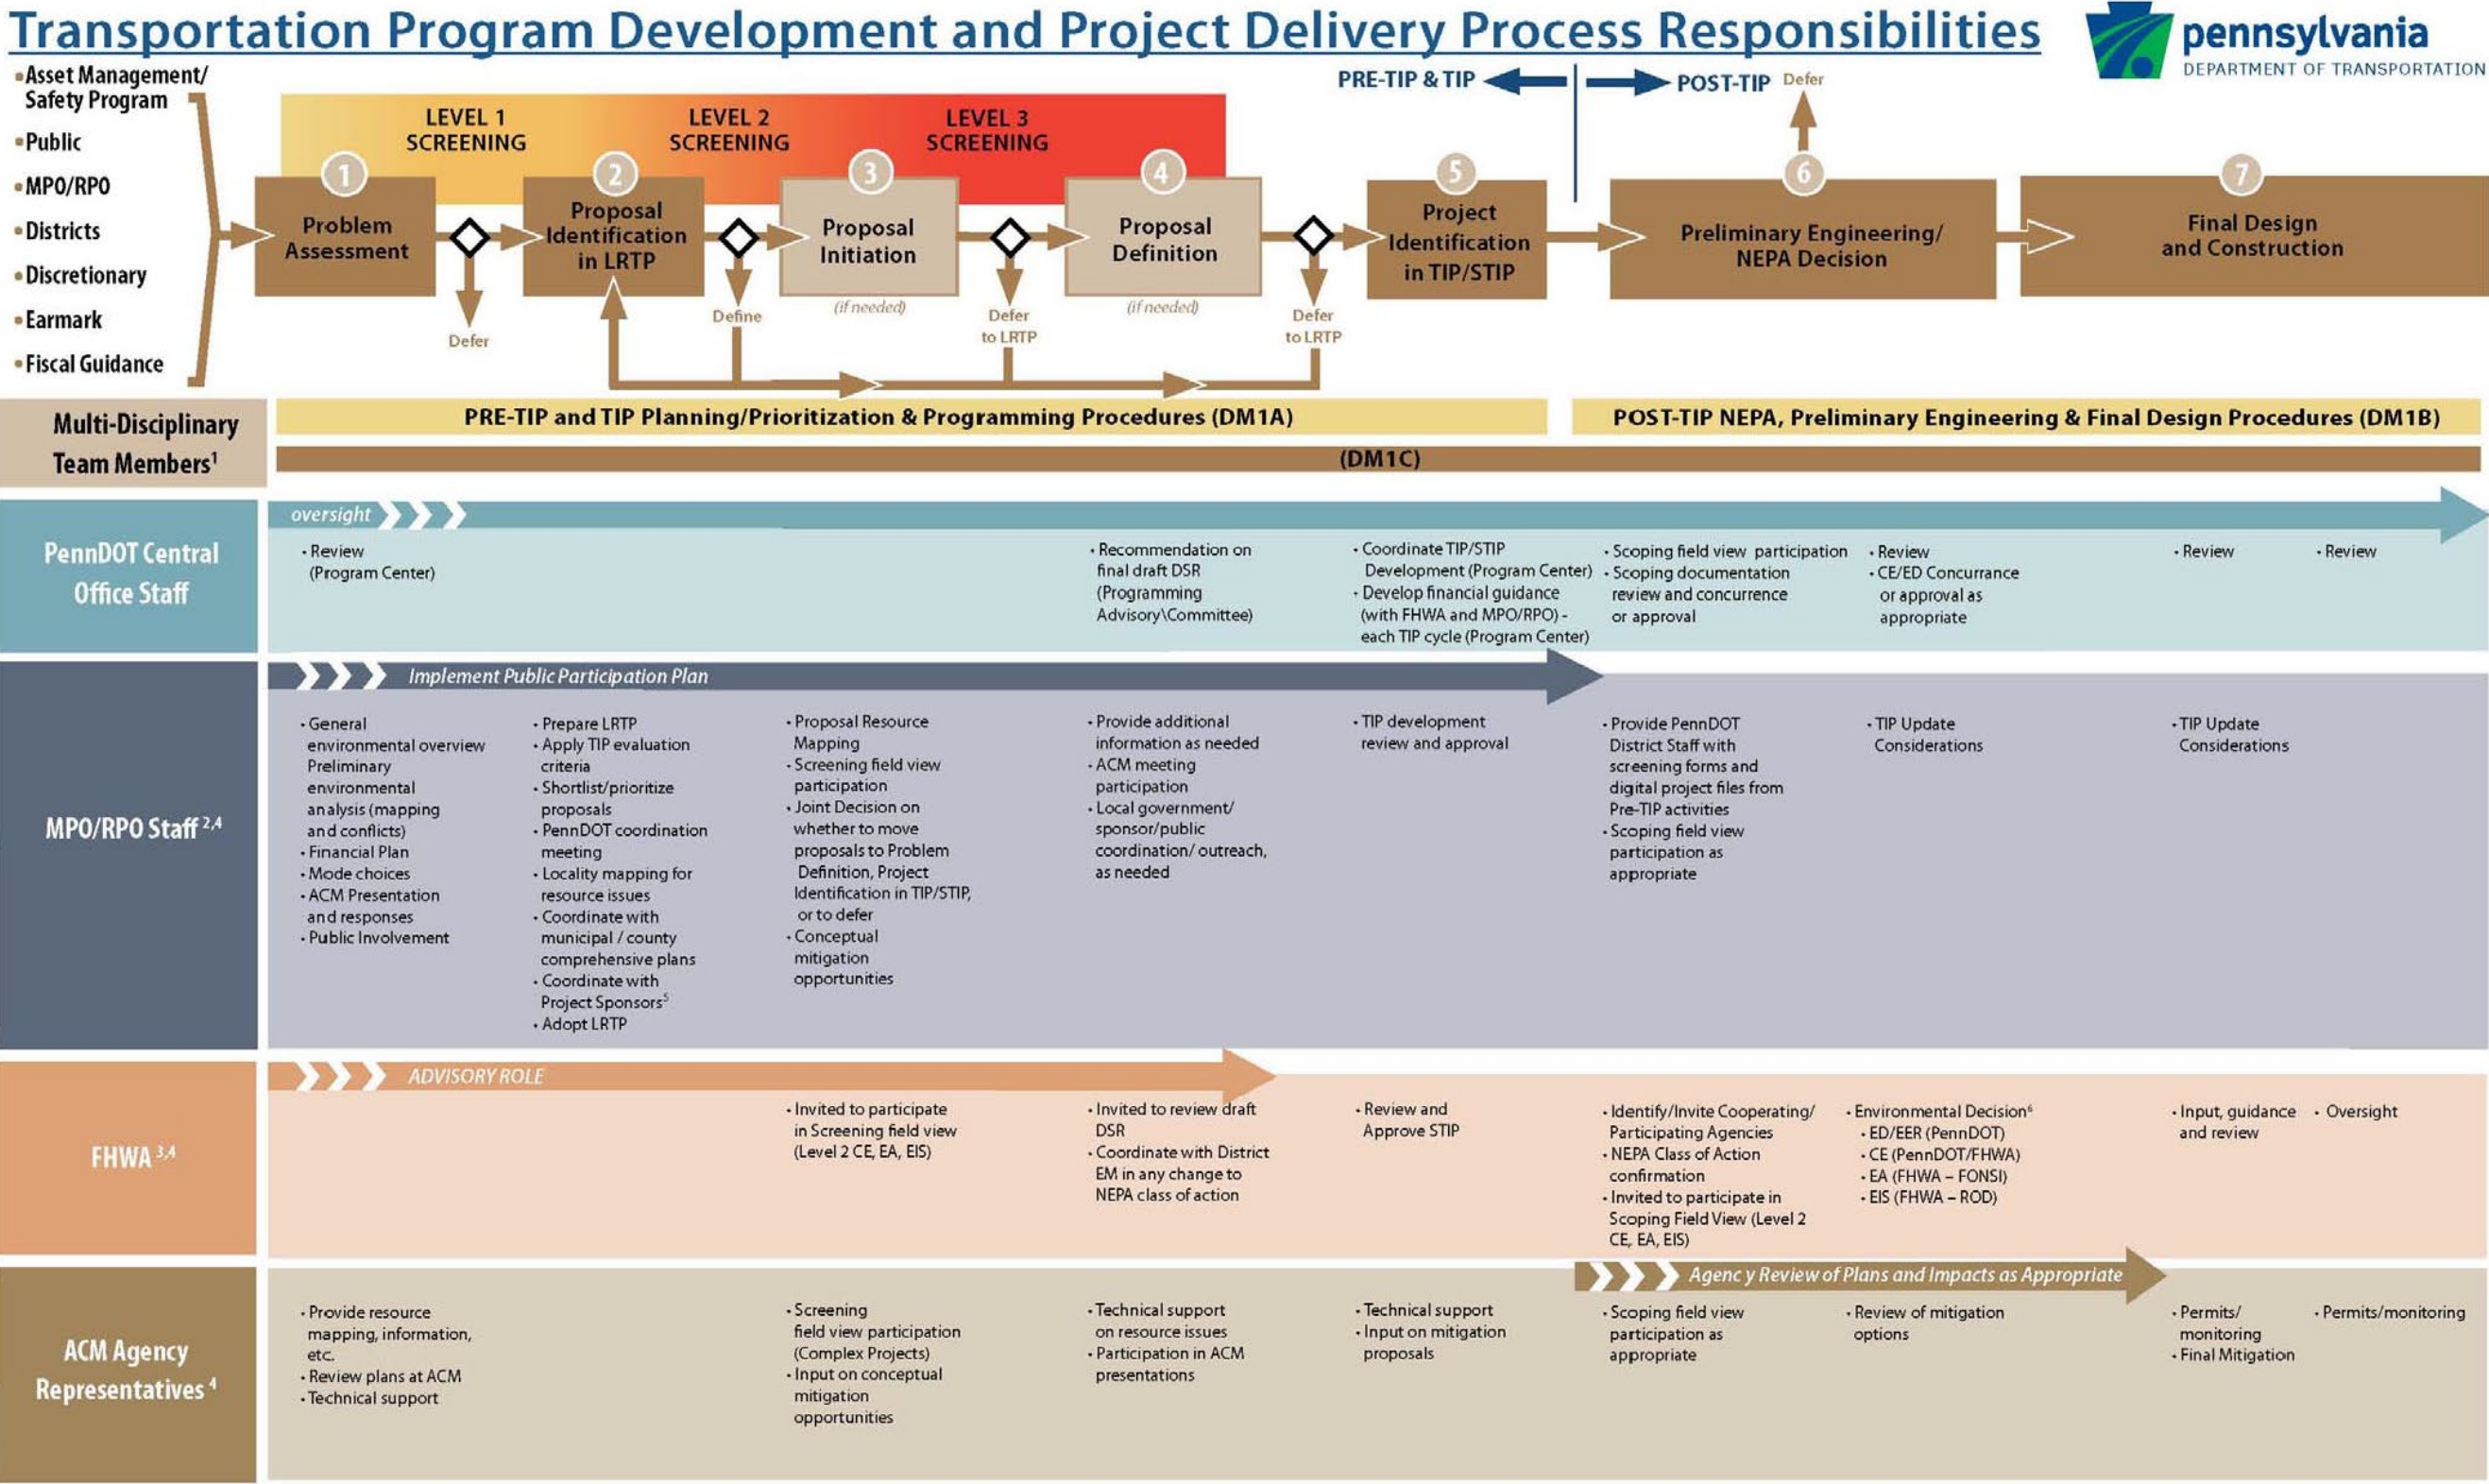 Transportation Program Development and Project Delivery Process Responsibilities
pennsylvania
DEPARTMENT OF TRANSPORTATION
• Asset Management/
Safety Program
• Public
• MPO/RPO
• Districts
• Discretionary
• Earmark
• Fiscal Guidance
PRE-TIP & TIP
POST-TIP
Defer
LEVEL 1
SCREENING
LEVEL 2
SCREENING
LEVEL 3
SCREENING
1
Problem
Assessment
Defer
2
Proposal
Identification
in LRTP
Define
3
Proposal
Initiation
(if needed)
Defer
to LRTP
4
Proposal
Definition
(if needed)
Defer
to LRTP
5
Project
Identification
in TIP/STIP
6
Preliminary Engineering/
NEPA Decision
7
Final Design
and Construction
Multi-Disciplinary
Team Members¹
PRE-TIP and TIP Planning/Prioritization & Programming Procedures (DM1A)
POST-TIP NEPA, Preliminary Engineering & Final Design Procedures (DM1B)
(DM1C)
PennDOT Central
Office Staff
oversight
• Review
(Program Center)
• Recommendation on
final draft DSR
(Programming
Advisory\Committee)
• Coordinate TIP/STIP
Development (Program Center)
• Develop financial guidance
(with FHWA and MPO/RPO) -
each TIP cycle (Program Center)
• Scoping field view participation
• Scoping documentation
review and concurrence
or approval
• Review
• CE/ED Concurrance
or approval as
appropriate
• Review
• Review
MPO/RPO Staff ²,⁴
Implement Public Participation Plan
• General
environmental overview
Preliminary
environmental
analysis (mapping
and conflicts)
• Financial Plan
• Mode choices
• ACM Presentation
and responses
• Public Involvement
• Prepare LRTP
• Apply TIP evaluation
criteria
• Shortlist/prioritize
proposals
• PennDOT coordination
meeting
• Locality mapping for
resource issues
• Coordinate with
municipal / county
comprehensive plans
• Coordinate with
Project Sponsors⁵
• Adopt LRTP
• Proposal Resource
Mapping
• Screening field view
participation
• Joint Decision on
whether to move
proposals to Problem
Definition, Project
Identification in TIP/STIP,
or to defer
• Conceptual
mitigation
opportunities
• Provide additional
information as needed
• ACM meeting
participation
• Local government/
sponsor/public
coordination/ outreach,
as needed
• TIP development
review and approval
• Provide PennDOT
District Staff with
screening forms and
digital project files from
Pre-TIP activities
• Scoping field view
participation as
appropriate
• TIP Update
Considerations
• TIP Update
Considerations
FHWA ³,⁴
ADVISORY ROLE
• Invited to participate
in Screening field view
(Level 2 CE, EA, EIS)
• Invited to review draft
DSR
• Coordinate with District
EM in any change to
NEPA class of action
• Review and
Approve STIP
• Identify/Invite Cooperating/
Participating Agencies
• NEPA Class of Action
confirmation
• Invited to participate in
Scoping Field View (Level 2
CE, EA, EIS)
• Environmental Decision⁶
• ED/EER (PennDOT)
• CE (PennDOT/FHWA)
• EA (FHWA – FONSI)
• EIS (FHWA – ROD)
• Input, guidance
and review
• Oversight
ACM Agency
Representatives ⁴
Agency Review of Plans and Impacts as Appropriate
• Provide resource
mapping, information,
etc.
• Review plans at ACM
• Technical support
• Screening
field view participation
(Complex Projects)
• Input on conceptual
mitigation
opportunities
• Technical support
on resource issues
• Participation in ACM
presentations
• Technical support
• Input on mitigation
proposals
• Scoping field view
participation as
appropriate
• Review of mitigation
options
• Permits/
monitoring
• Final Mitigation
• Permits/monitoring